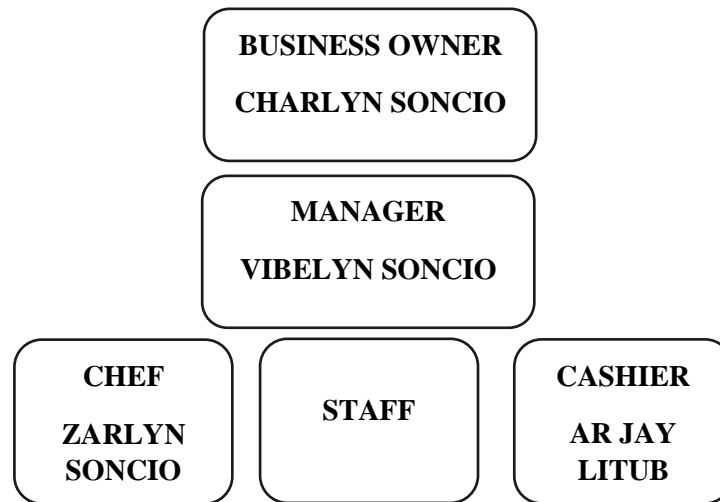 BUSINESS OWNER
CHARLYN SONCIO
MANAGER
VIBELYN SONCIO
CHEF
ZARLYN
SONCIO
STAFF
CASHIER
AR JAY
LITUB